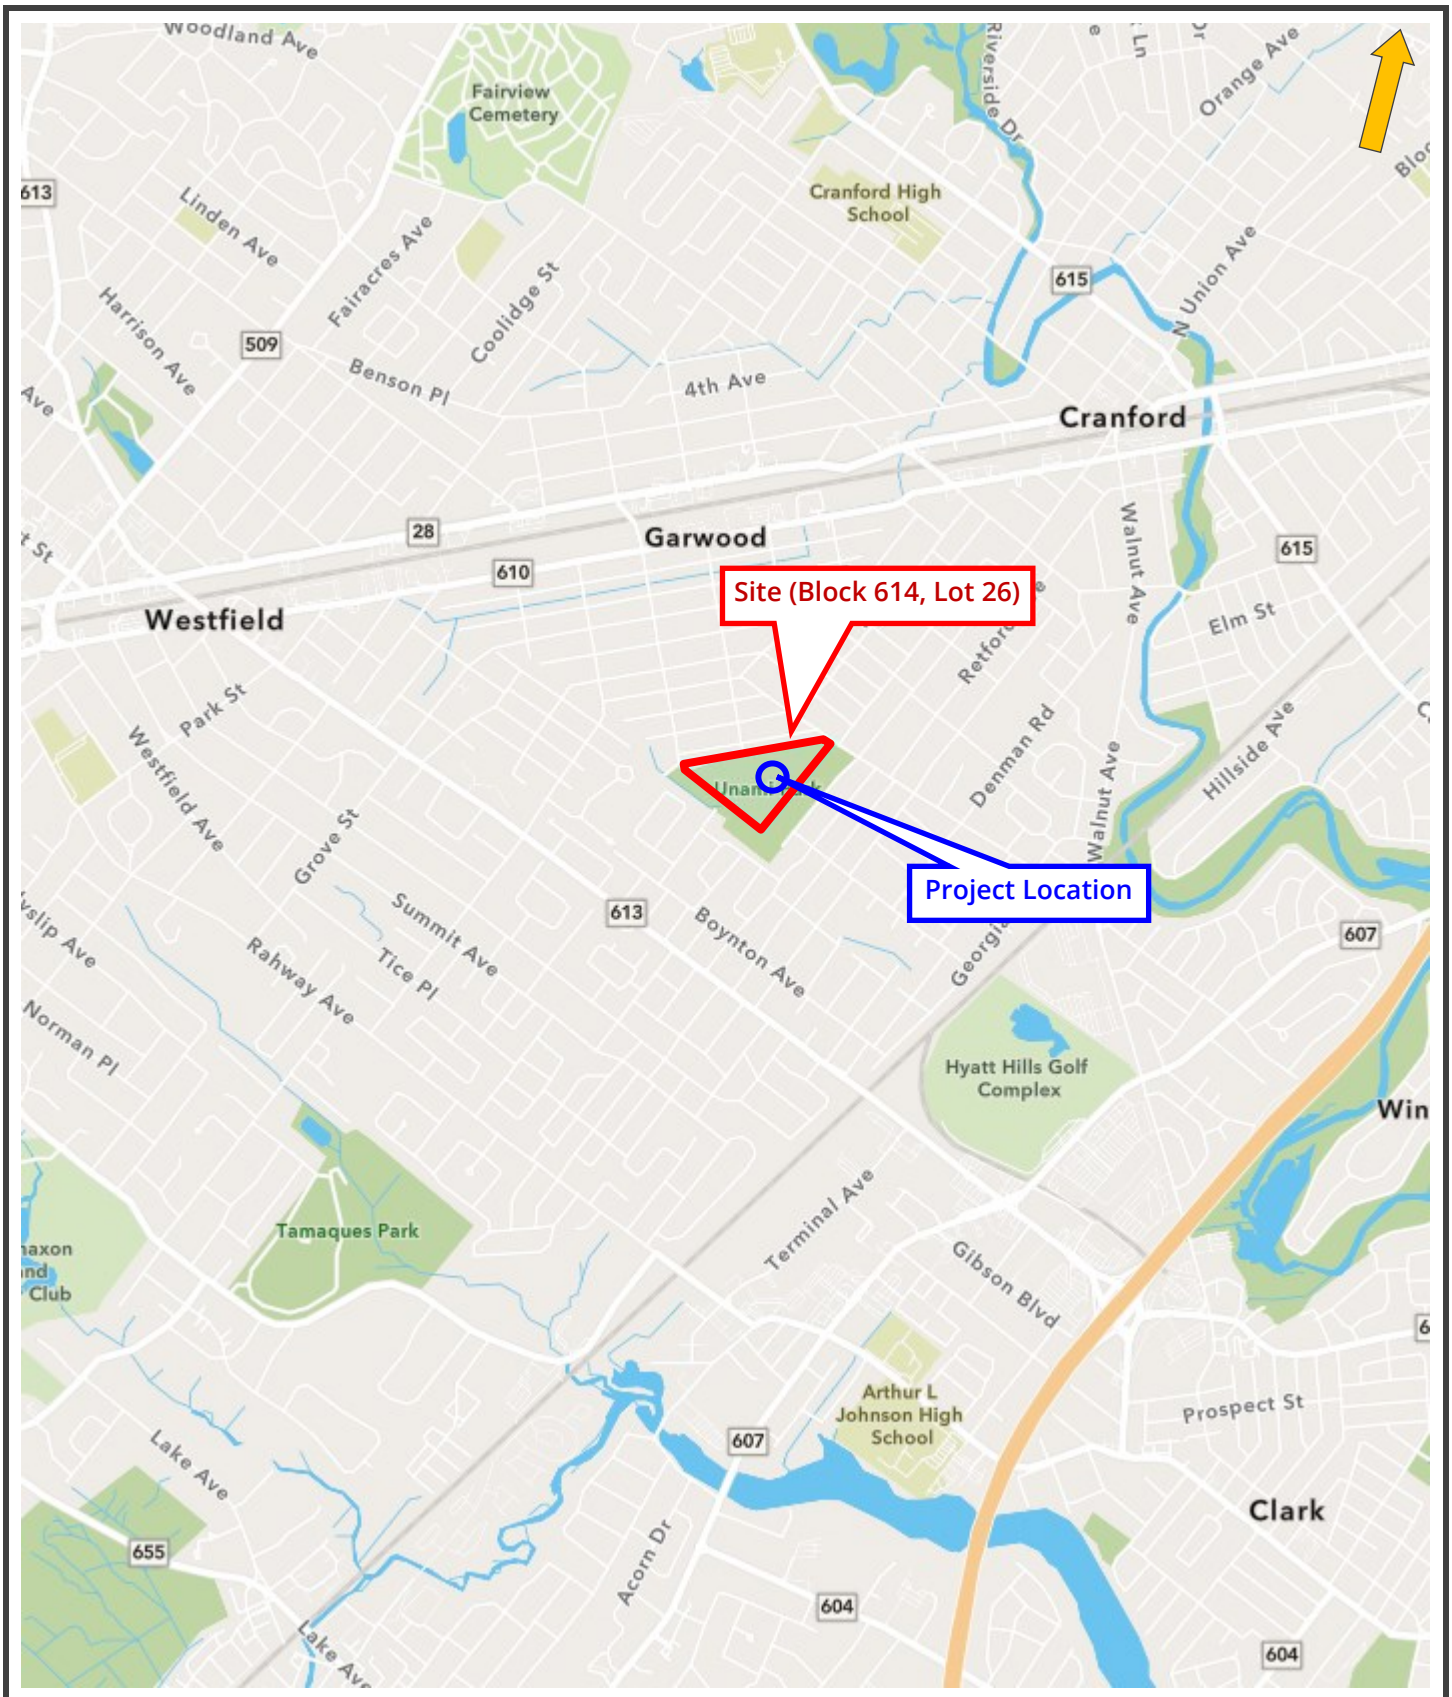 Woodland Ave
Riverside Dr
Ln
Orange Ave
Fairview
Cemetery
613
Linden Ave
Fairacres Ave
Cranford High
School
N Union Ave
615
Harrison Ave
509
Coolidge St
Benson Pl
4th Ave
Ave
Cranford
28
Garwood
610
Walnut Ave
615
Site (Block 614, Lot 26)
Westfield
Elm St
Park St
Westfield Ave
Denman Rd
Hillside Ave
Walnut Ave
Grove St
Project Location
613
Summit Ave
Boynton Ave
607
Rahway Ave
Tice Pl
Georgia
Norman Pl
Hyatt Hills Golf
Complex
Win
Terminal Ave
Tamaques Park
Gibson Blvd
Club
Arthur L
Johnson High
School
Prospect St
Lake Ave
607
Clark
655
Acorn Dr
604
Lake Ave
604